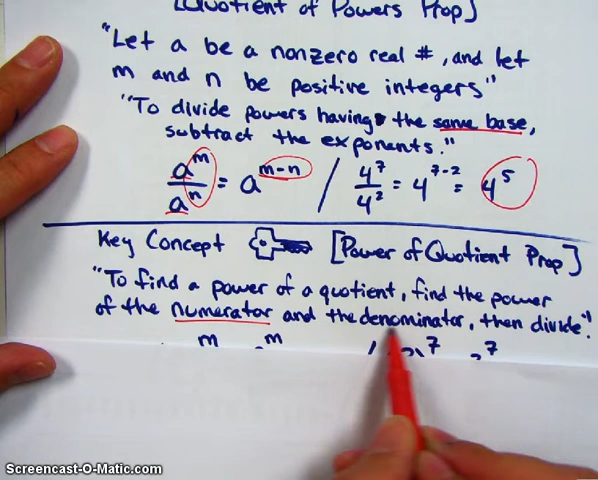 [Quotient of Powers Prop]
"Let a be a nonzero real #, and let
m and n be positive integers"
"To divide powers having the same base,
subtract the exponents."
a^m / a^n = a^(m-n) / 4^7 / 4^2 = 4^(7-2) = 4^5
Key Concept [Power of Quotient Prop]
"To find a power of a quotient, find the power
of the numerator and the denominator, then divide".
m m 7 7
Screencast-O-Matic.com